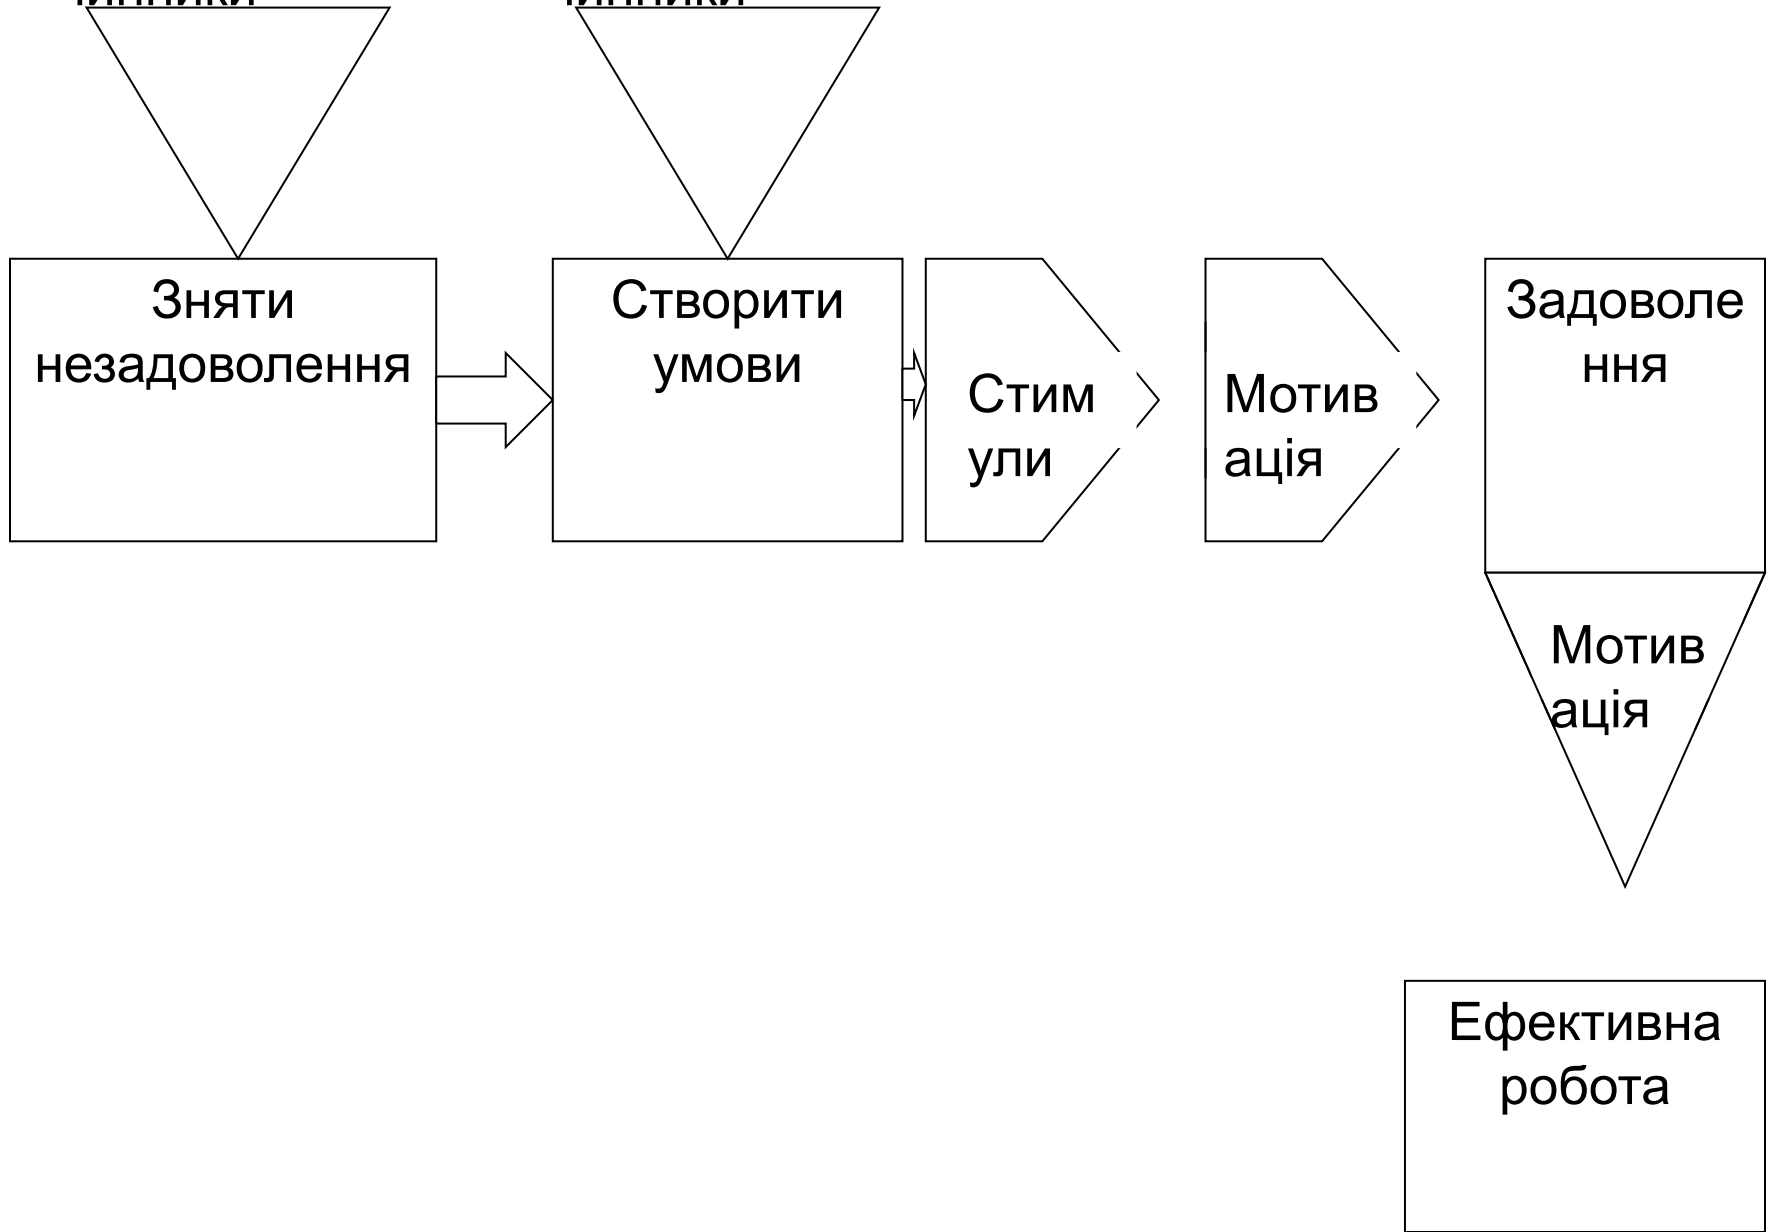 Зняти
незадоволення
Створити
умови
Стим
ули
Мотив
ація
Задоволе
ння
Мотив
ація
Ефективна
робота